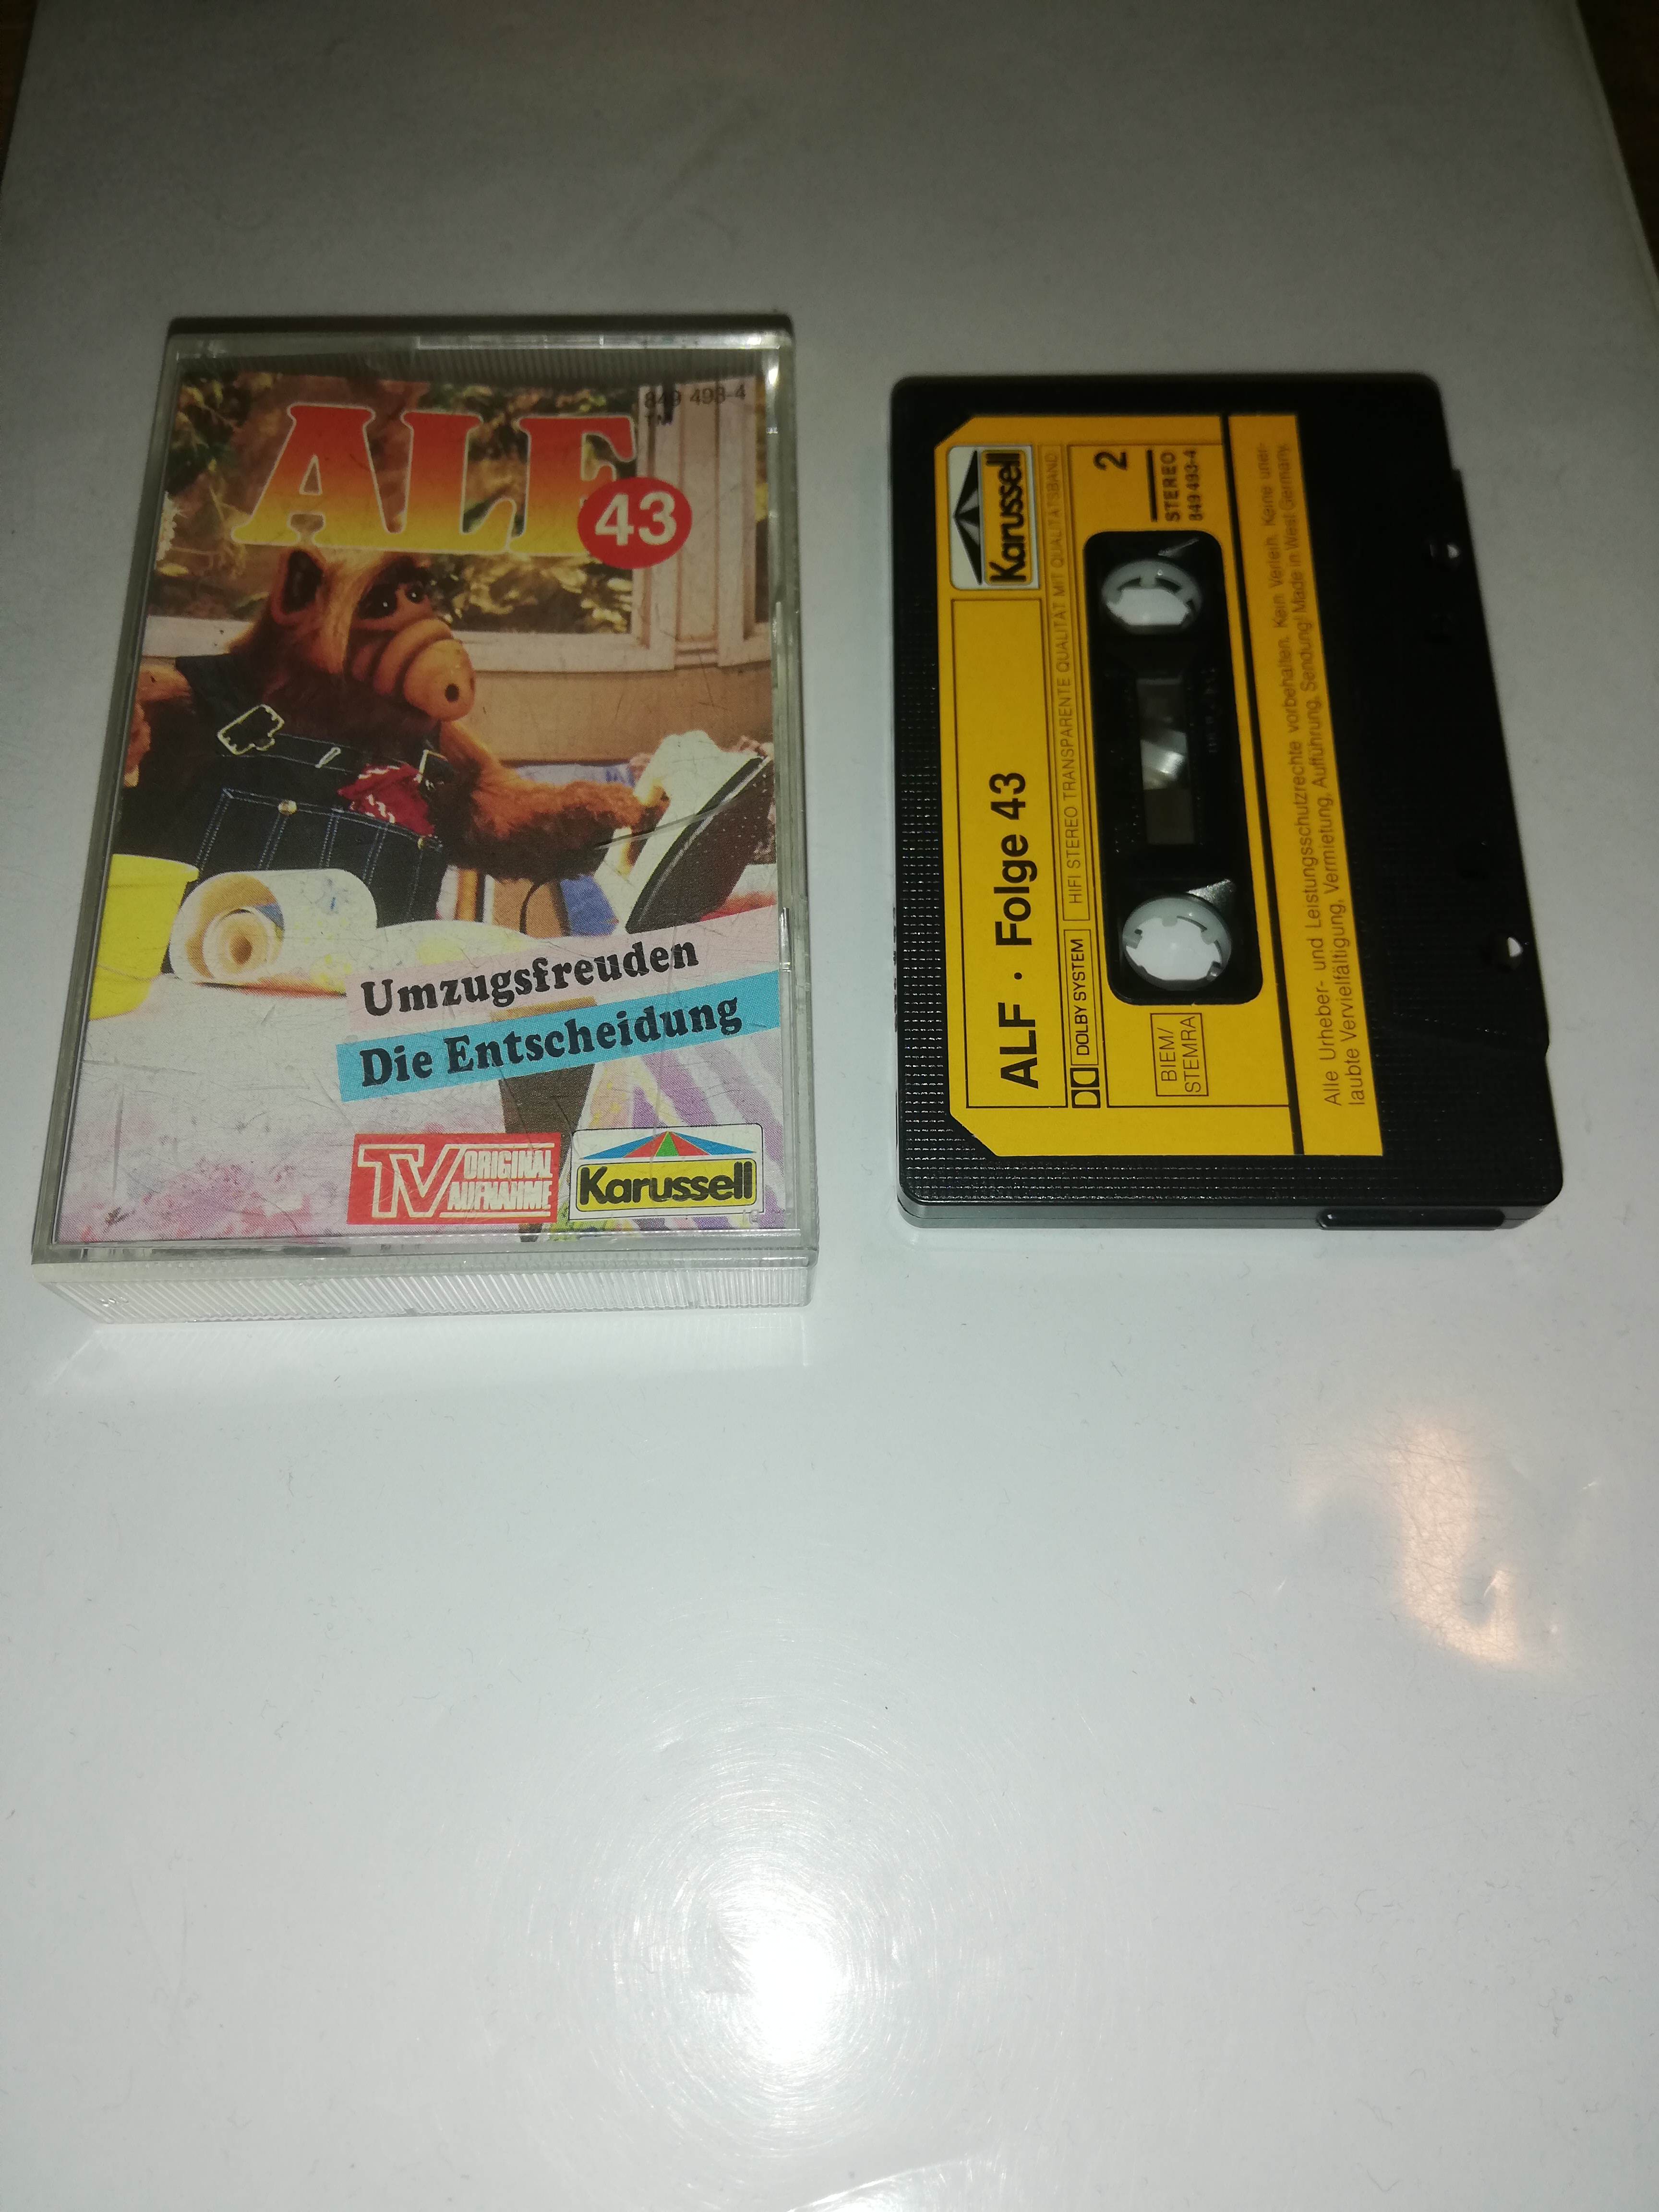 849 493-4
TM
ALF
43
Umzugsfreuden
Die Entscheidung
TV ORIGINAL
AUFNAHME
Karussell
Karussell
ALF · Folge 43
DOLBY SYSTEM
HIFI STEREO TRANSPARENTE QUALITÄT MIT QUALITÄTSBAND
2
STEREO
849 493-4
BIEM/
STEMRA
Alle Urheber- und Leistungsschutzrechte vorbehalten. Kein Verleih. Keine uner-
laubte Vervielfältigung, Vermietung, Aufführung, Sendung! Made in West Germany